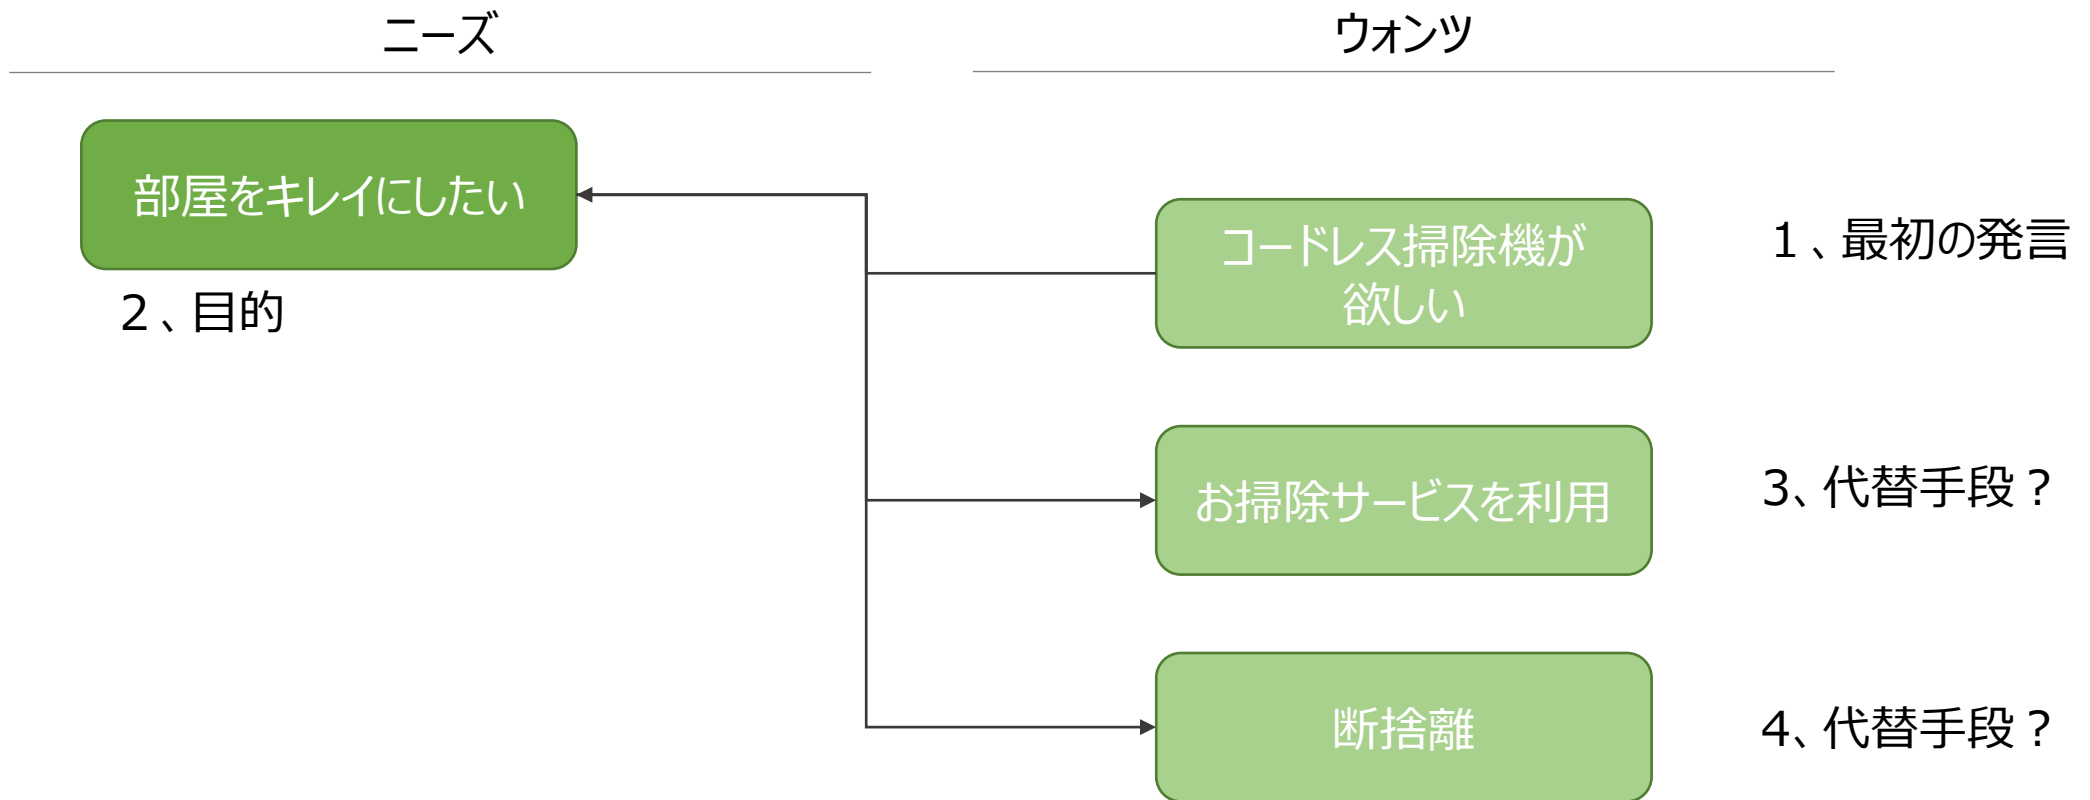 ニーズ
ウォンツ
部屋をキレイにしたい
２、目的
コードレス掃除機が
欲しい
１、最初の発言
お掃除サービスを利用
３、代替手段？
断捨離
４、代替手段？